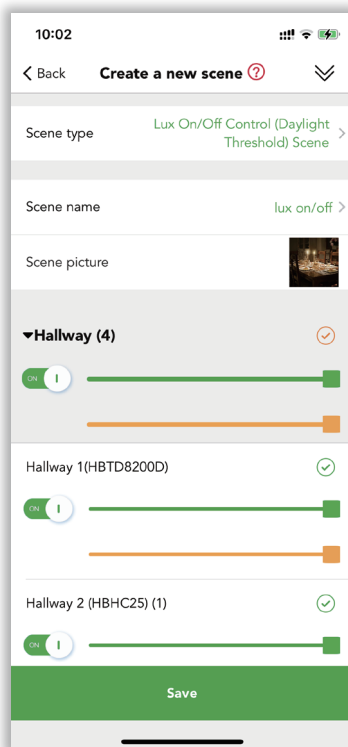 10:02
Back Create a new scene ?
Scene type Lux On/Off Control (Daylight
Threshold) Scene
Scene name lux on/off
Scene picture
Hallway (4)
ON
Hallway 1(HBTD8200D)
ON
Hallway 2 (HBHC25) (1)
ON
Save